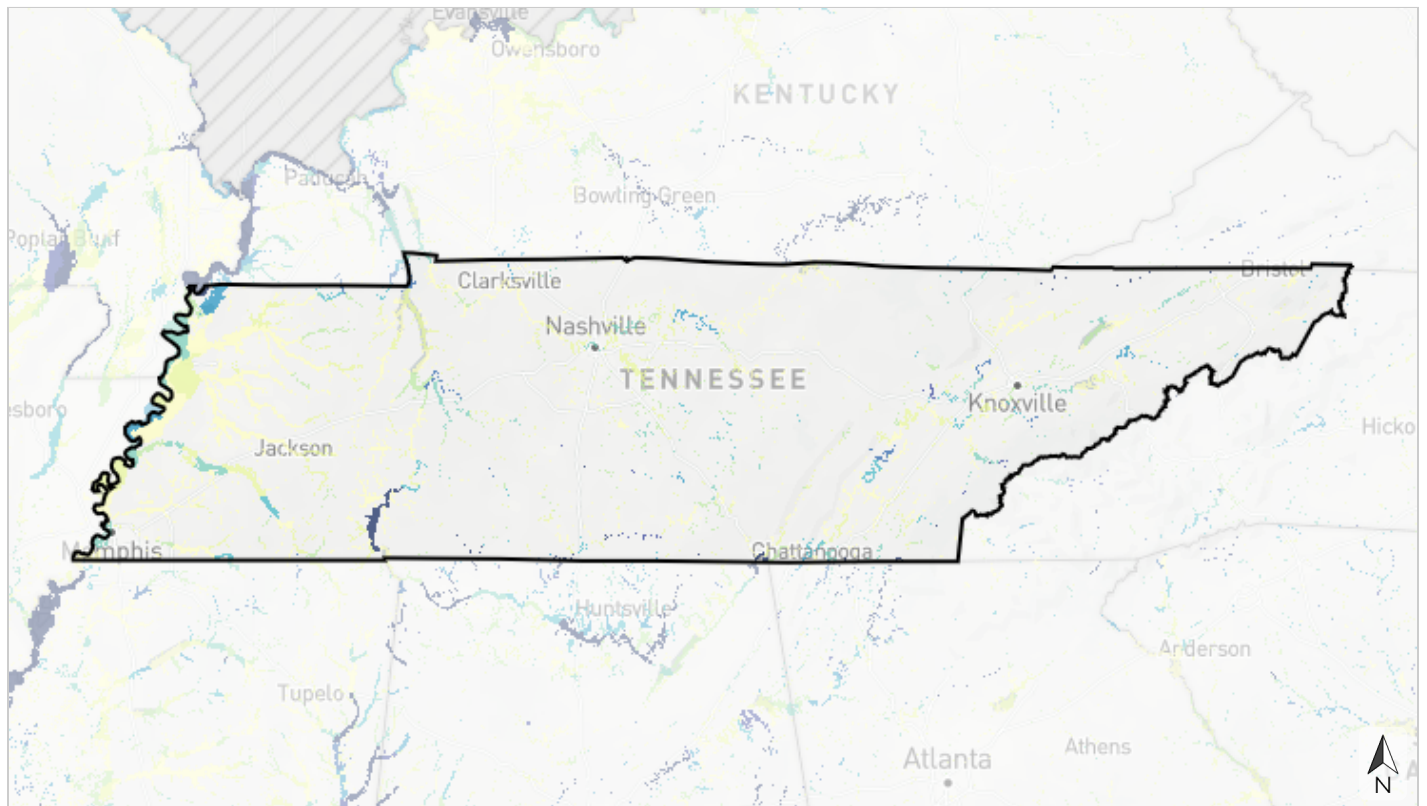 Evansville
Owensboro
KENTUCKY
Paducah
Bowling Green
Poplar Bluff
Clarksville
Bristol
Nashville
TENNESSEE
Knoxville
esboro
Hicko
Jackson
Memphis
Chattanooga
Huntsville
Anderson
Tupelo
Atlanta
Athens
A
N